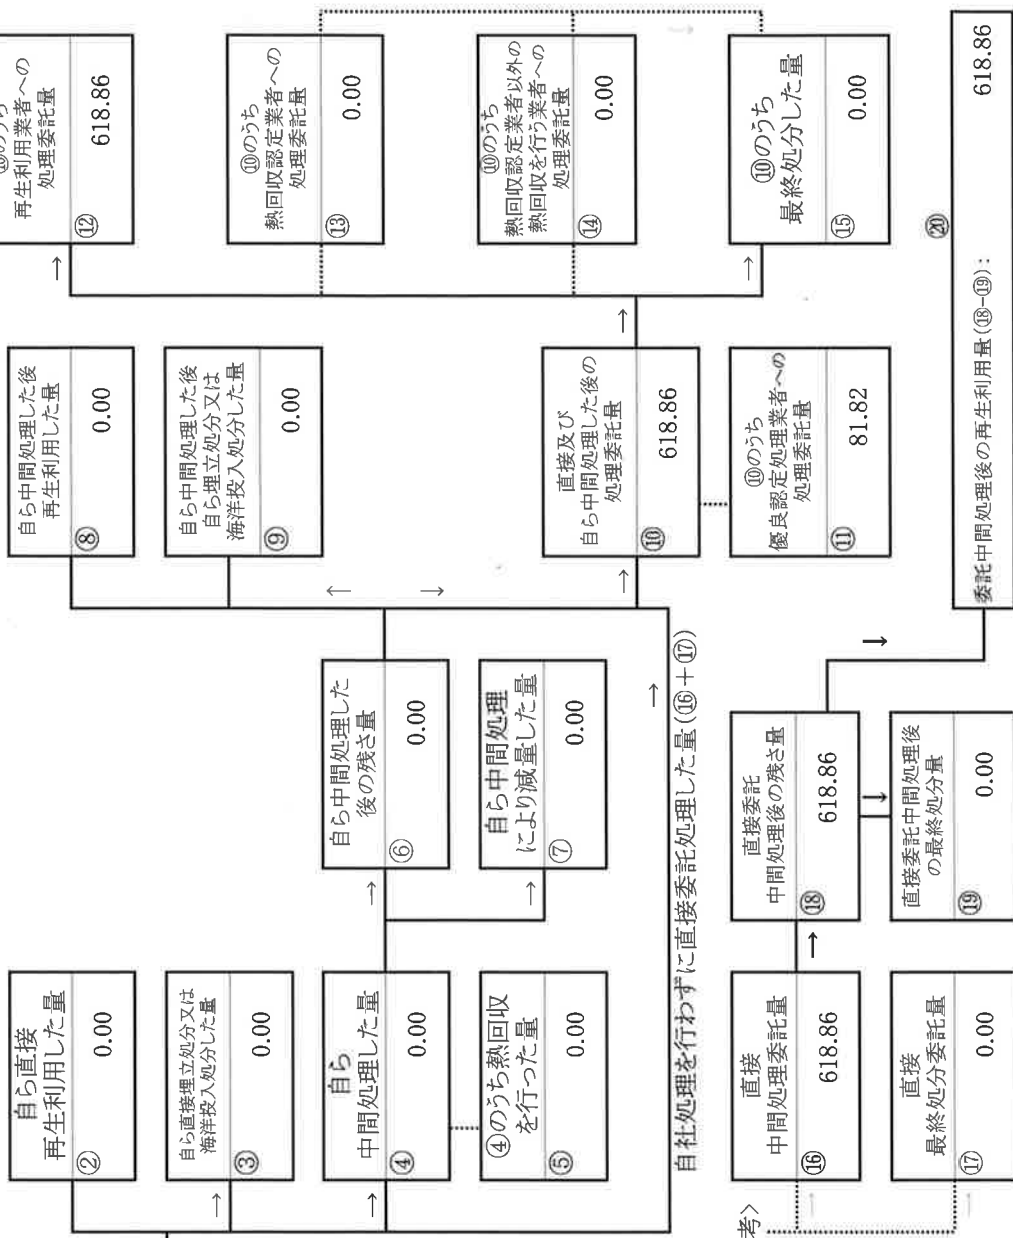 自ら直接
再生利用した量
②
0.00
自ら直接埋立処分又は
海洋投入処分した量
③
0.00
自ら
中間処理した量
④
0.00
④のうち熱回収
を行った量
⑤
0.00
自ら中間処理した
後の残さ量
⑥
0.00
自ら中間処理
により減量した量
⑦
0.00
自ら中間処理した後
再生利用した量
⑧
0.00
自ら中間処理した後
自ら埋立処分又は
海洋投入処分した量
⑨
0.00
直接及び
自ら中間処理した後の
処理委託量
⑩
618.86
⑩のうち
優良認定処理業者への
処理委託量
⑪
81.82
⑩のうち
再生利用業者への
処理委託量
⑫
618.86
⑩のうち
熱回収認定業者への
処理委託量
⑬
0.00
⑩のうち
熱回収認定業者以外の
熱回収を行う業者への
処理委託量
⑭
0.00
⑩のうち
最終処分した量
⑮
0.00
自社処理を行わずに直接委託処理した量(⑯+⑰)
考>
直接
中間処理委託量
⑯
618.86
直接
最終処分委託量
⑰
0.00
直接委託
中間処理後の残さ量
⑱
618.86
直接委託中間処理後
の最終処分量
⑲
0.00
⑳
委託中間処理後の再生利用量(⑱-⑲):
618.86